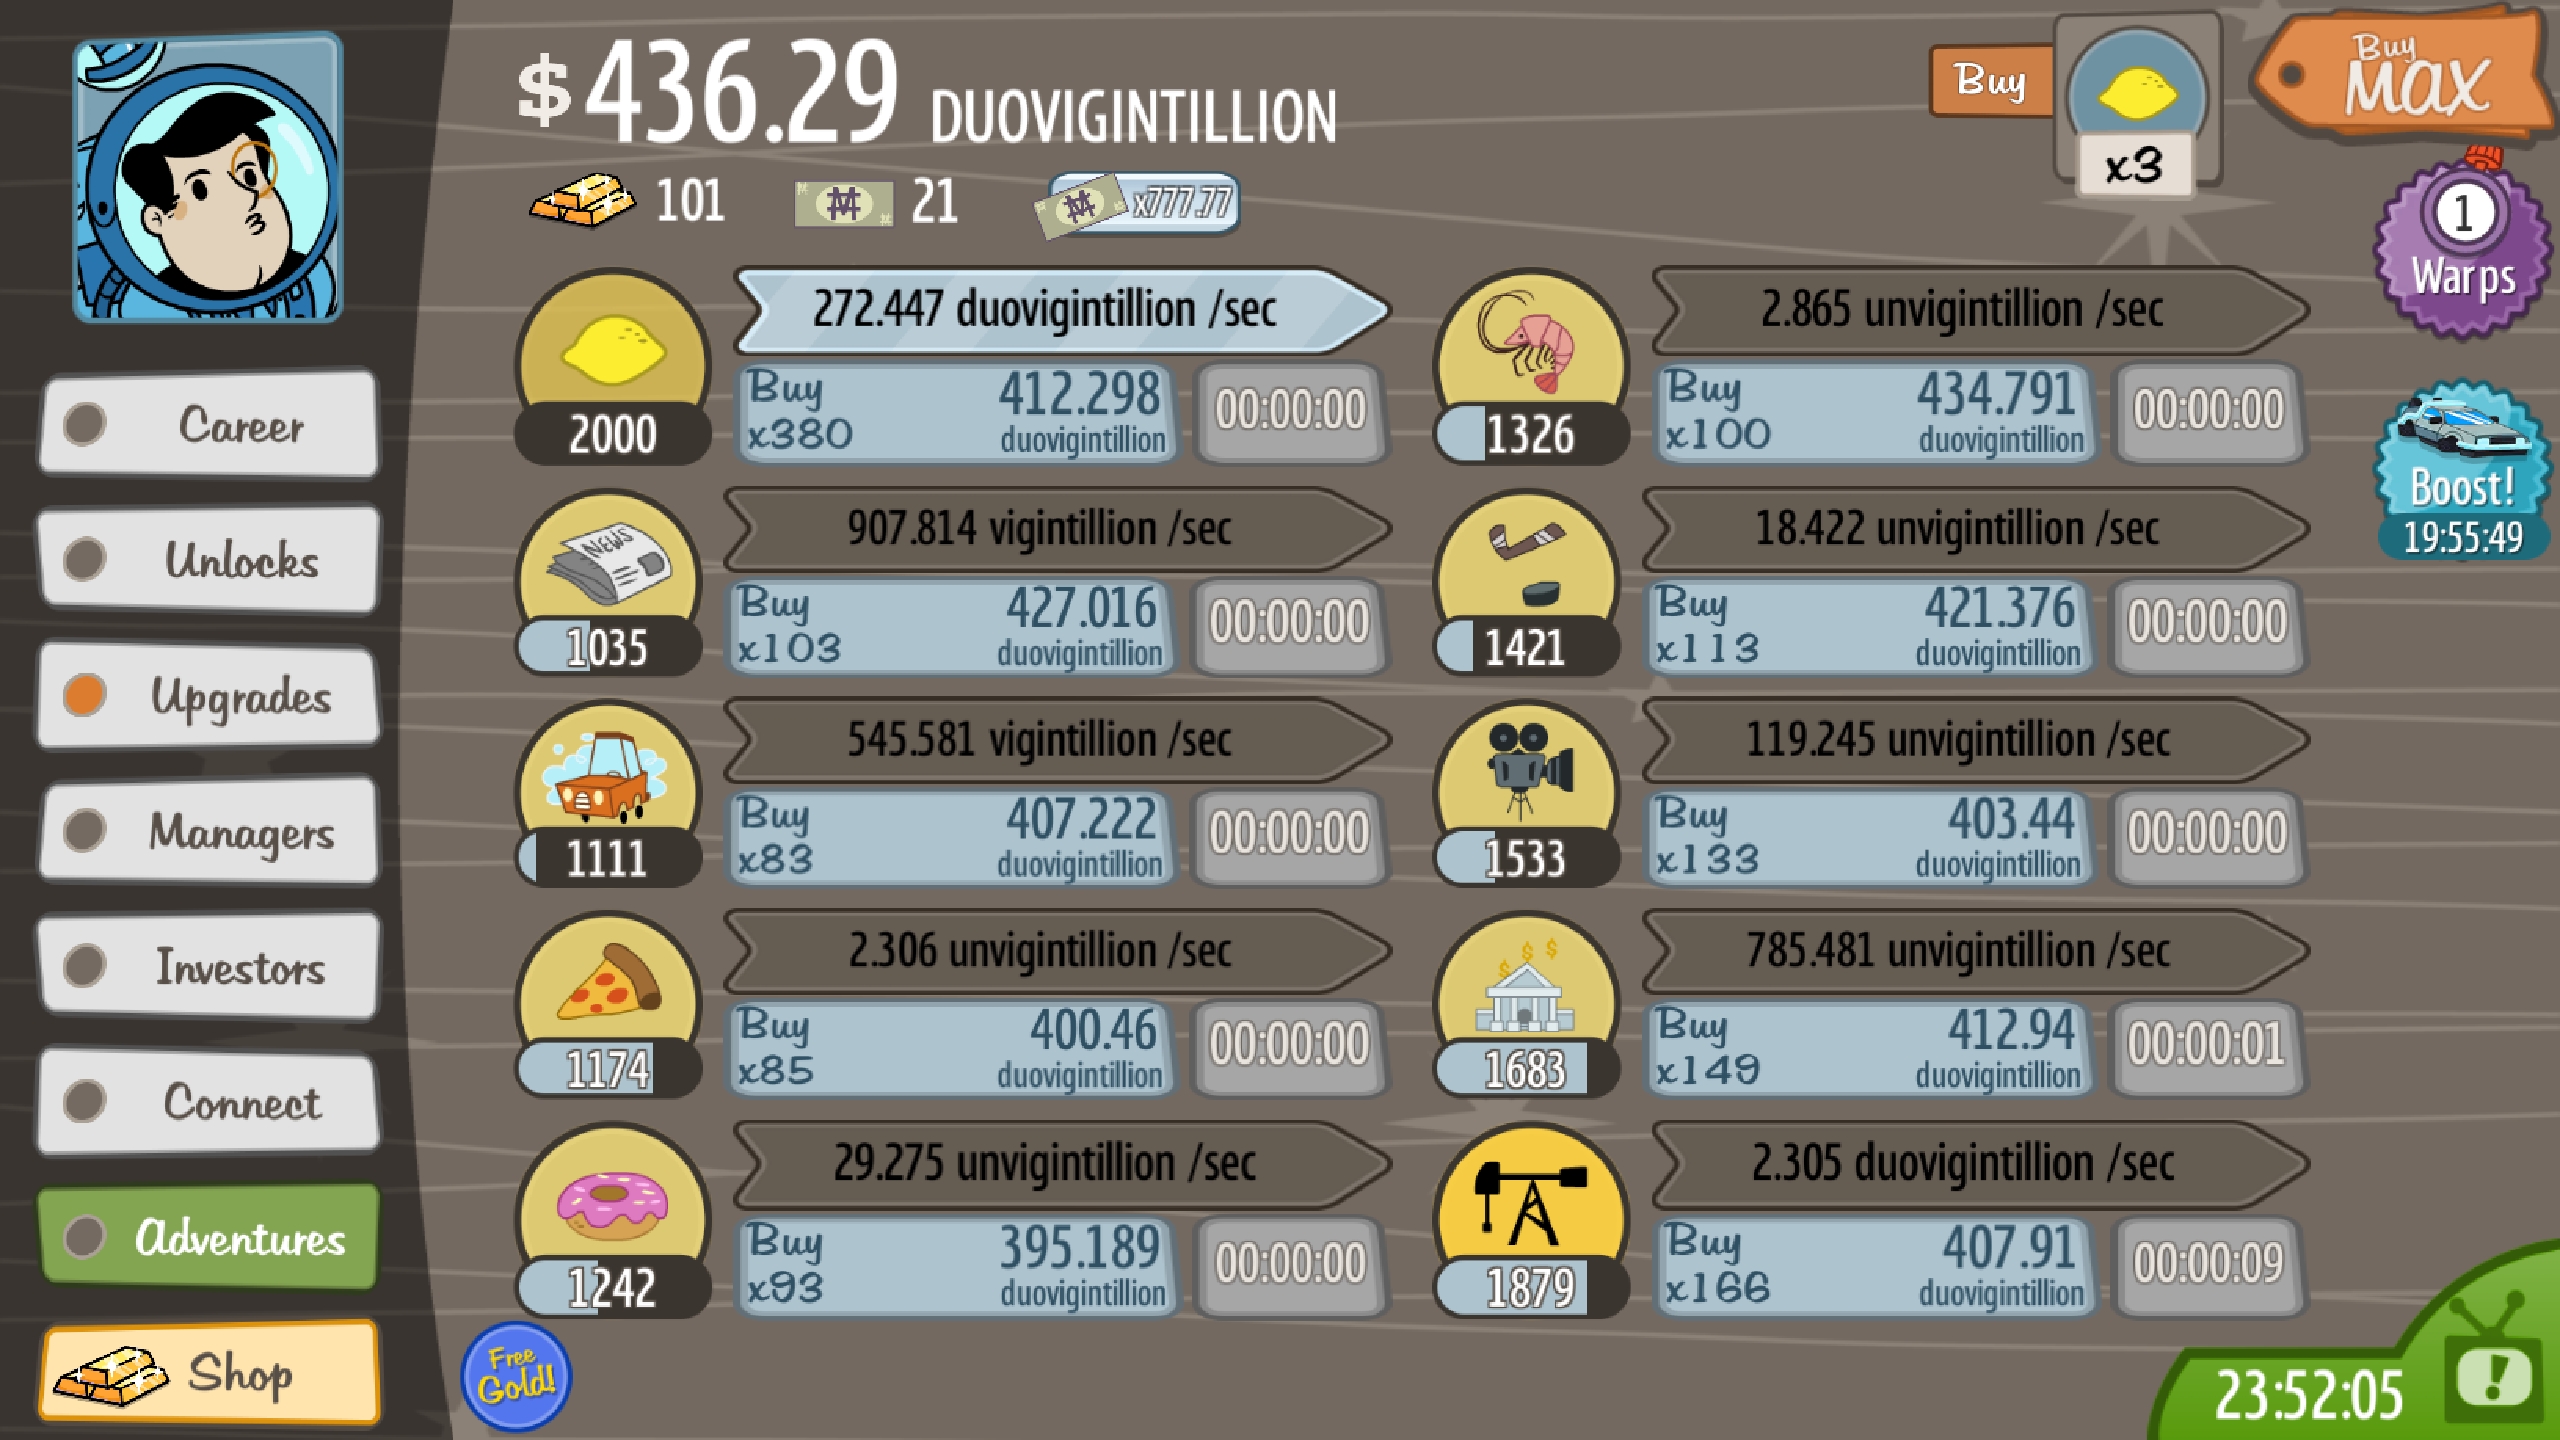 $436.29 DUOVIGINTILLION
101 21 x777.77
Buy
x3
Buy
MAX
1
Warps
Boost!
19:55:49
Career
Unlocks
Upgrades
Managers
Investors
Connect
Adventures
Shop
272.447 duovigintillion /sec
2000
Buy 412.298
x380 duovigintillion
00:00:00
NEWS
907.814 vigintillion /sec
1035
Buy 427.016
x103 duovigintillion
00:00:00
545.581 vigintillion /sec
1111
Buy 407.222
x83 duovigintillion
00:00:00
2.306 unvigintillion /sec
1174
Buy 400.46
x85 duovigintillion
00:00:00
29.275 unvigintillion /sec
1242
Buy 395.189
x93 duovigintillion
00:00:00
2.865 unvigintillion /sec
1326
Buy 434.791
x100 duovigintillion
00:00:00
18.422 unvigintillion /sec
1421
Buy 421.376
x113 duovigintillion
00:00:00
119.245 unvigintillion /sec
1533
Buy 403.44
x133 duovigintillion
00:00:00
785.481 unvigintillion /sec
1683
Buy 412.94
x149 duovigintillion
00:00:01
2.305 duovigintillion /sec
1879
Buy 407.91
x166 duovigintillion
00:00:09
Free
Gold!
23:52:05